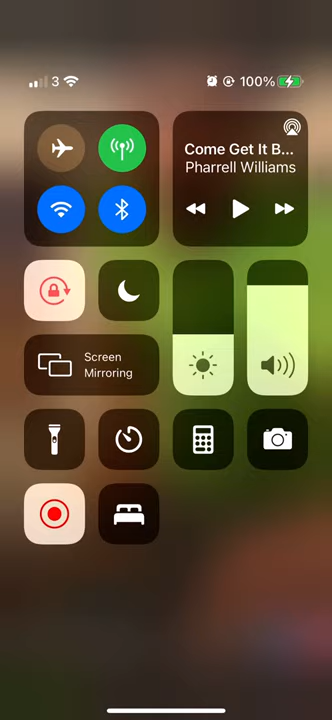 3
100%
Come Get It B...
Pharrell Williams
Screen
Mirroring